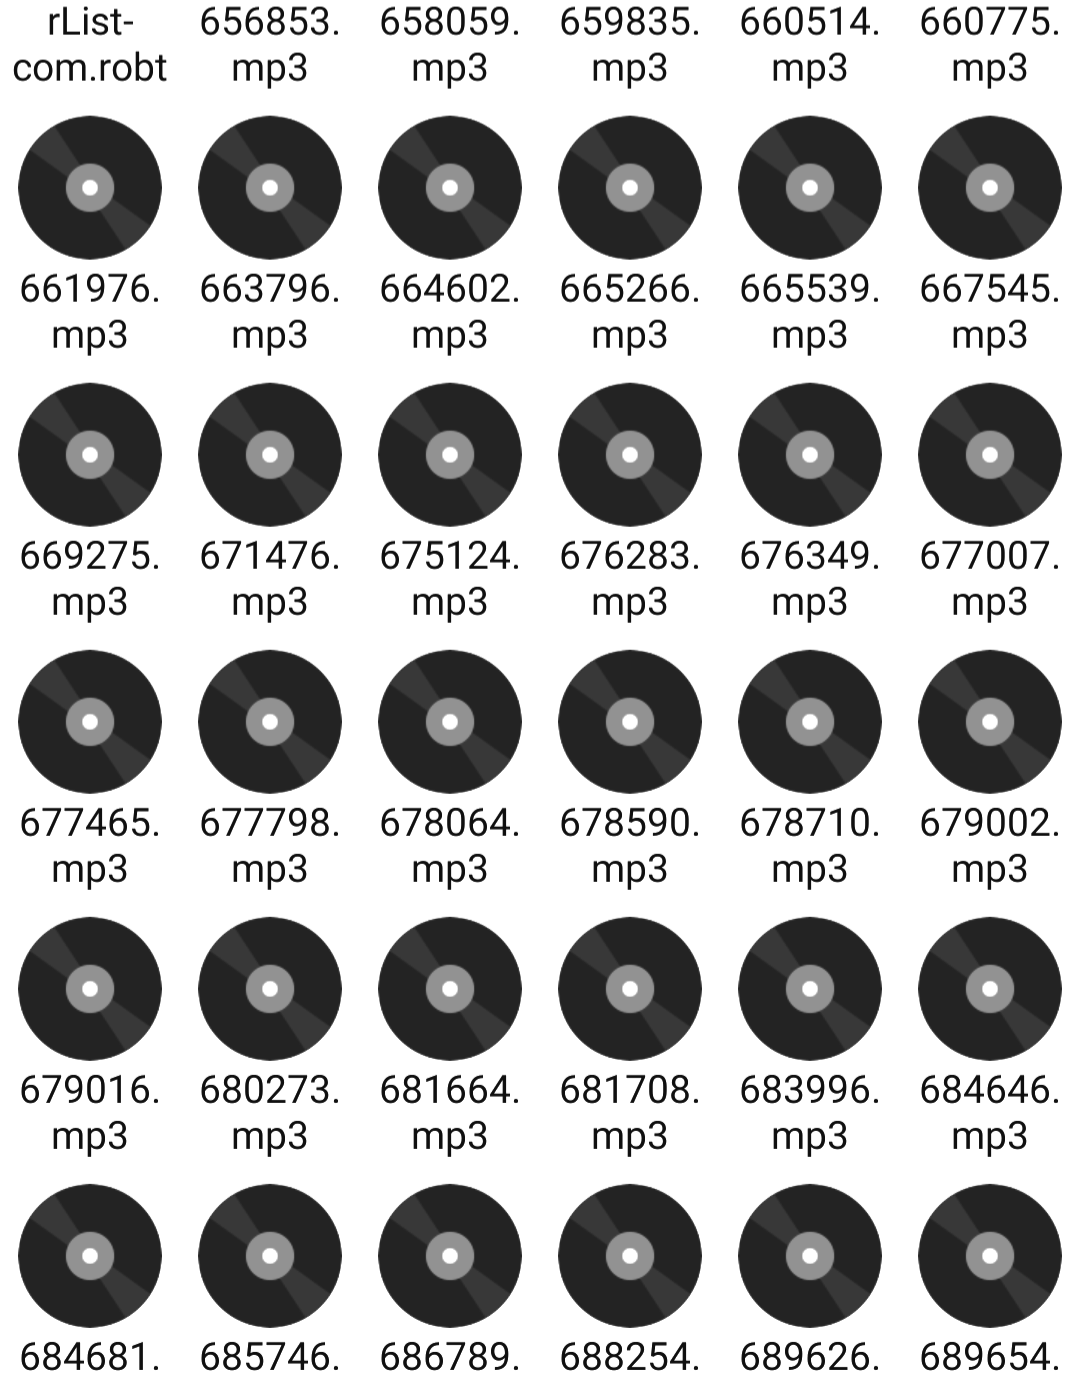 rList- 656853. 658059. 659835. 660514. 660775.
com.robt mp3 mp3 mp3 mp3 mp3
661976. 663796. 664602. 665266. 665539. 667545.
mp3 mp3 mp3 mp3 mp3 mp3
669275. 671476. 675124. 676283. 676349. 677007.
mp3 mp3 mp3 mp3 mp3 mp3
677465. 677798. 678064. 678590. 678710. 679002.
mp3 mp3 mp3 mp3 mp3 mp3
679016. 680273. 681664. 681708. 683996. 684646.
mp3 mp3 mp3 mp3 mp3 mp3
684681. 685746. 686789. 688254. 689626. 689654.